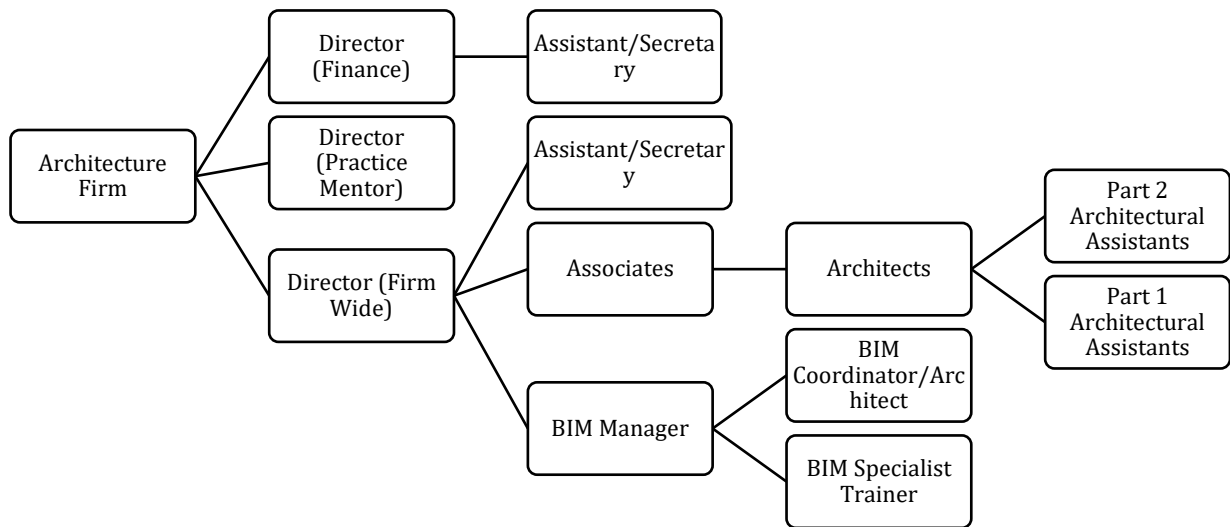 Architecture
Firm
Director
(Finance)
Assistant/Secreta
ry
Director
(Practice
Mentor)
Director (Firm
Wide)
Assistant/Secretar
y
Associates
Architects
Part 2
Architectural
Assistants
Part 1
Architectural
Assistants
BIM Manager
BIM
Coordinator/Arc
hitect
BIM Specialist
Trainer